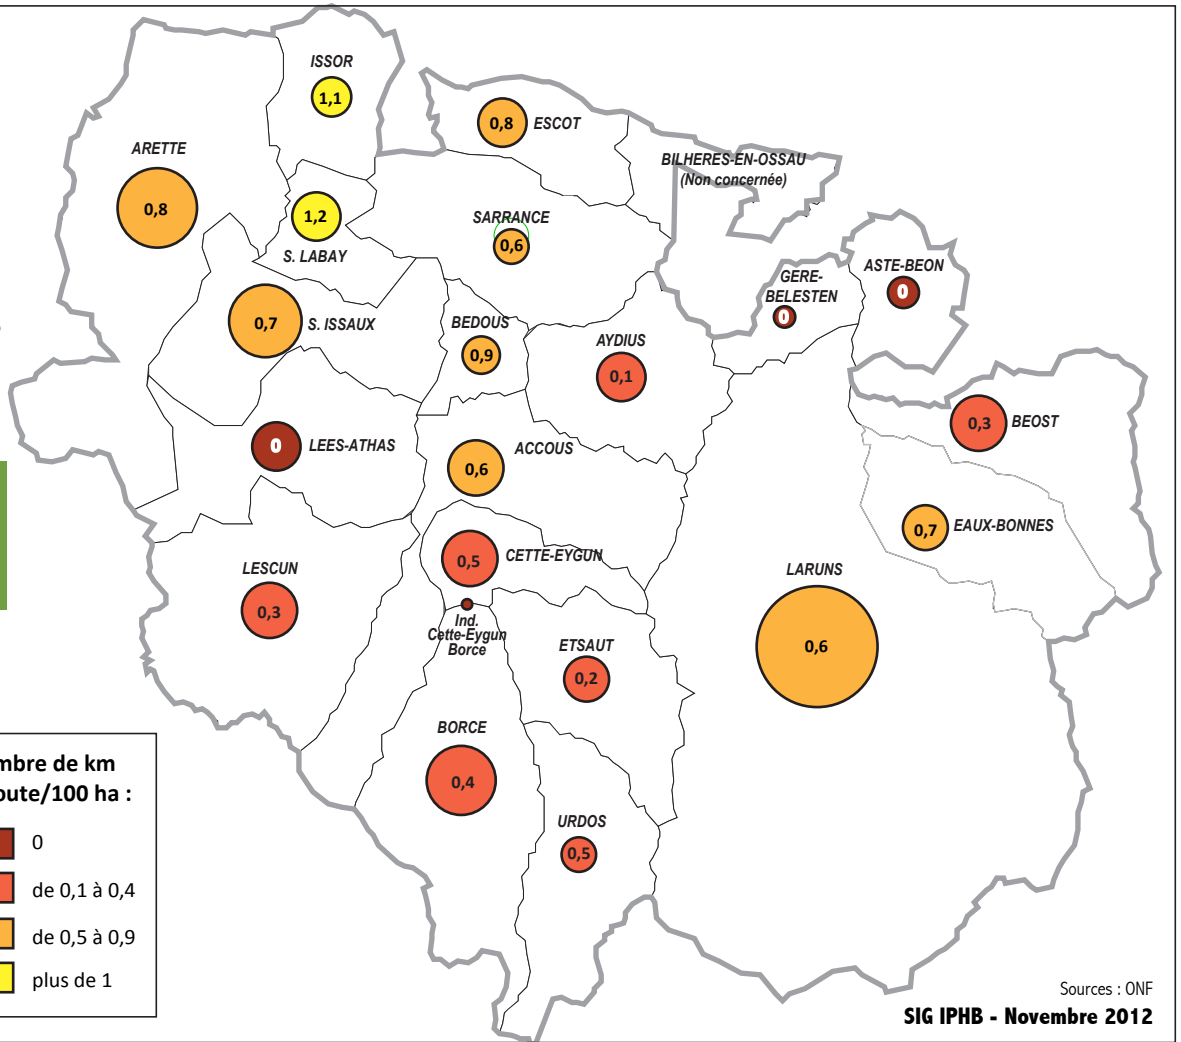 ISSOR
1,1
0,8
ESCOT
ARETTE
0,8
BILHERES-EN-OSSAU
(Non concernée)
1,2
S. LABAY
SARRANCE
0,6
ASTE-BEON
0
GERE-
BELESTEN
0
0,7
S. ISSAUX
BEDOUS
0,9
AYDIUS
0,1
0,3
BEOST
0
LEES-ATHAS
ACCOUS
0,6
0,7
EAUX-BONNES
0,5
CETTE-EYGUN
LESCUN
0,3
LARUNS
0,6
Ind.
Cette-Eygun
Borce
ETSAUT
0,2
BORCE
0,4
URDOS
0,5
mbre de km
oute/100 ha :
0
de 0,1 à 0,4
de 0,5 à 0,9
plus de 1
Sources : ONF
SIG IPHB - Novembre 2012